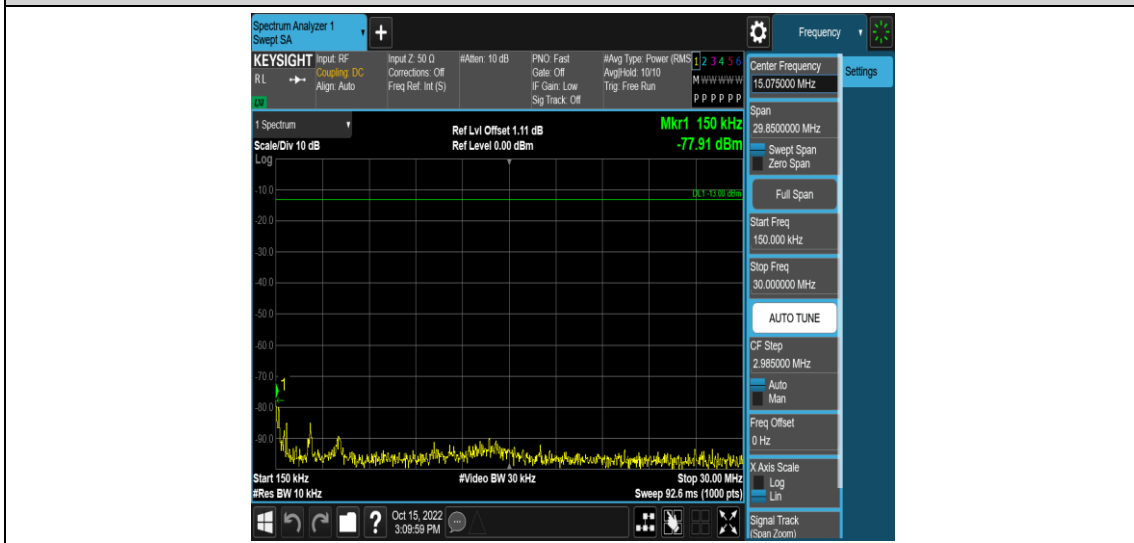 Spectrum Analyzer 1
Swept SA
Frequency
KEYSIGHT
Input: RF
Coupling: DC
Align: Auto
RL
LXI
Input Z: 50 Ω
Corrections: Off
Freq Ref: Int (S)
#Atten: 10 dB
PNO: Fast
Gate: Off
IF Gain: Low
Sig Track: Off
#Avg Type: Power (RMS
Avg|Hold: 10/10
Trig: Free Run
1 2 3 4 5 6
M W W W W W
P P P P P P
1 Spectrum
Scale/Div 10 dB
Log
Ref Lvl Offset 1.11 dB
Ref Level 0.00 dBm
Mkr1 150 kHz
-77.91 dBm
DL1 -13.00 dBm
-10.0
-20.0
-30.0
-40.0
-50.0
-60.0
-70.0
1
-80.0
-90.0
Start 150 kHz
#Video BW 30 kHz
Stop 30.00 MHz
#Res BW 10 kHz
Sweep 92.6 ms (1000 pts)
Oct 15, 2022
3:09:59 PM
Center Frequency
15.075000 MHz
Settings
Span
29.8500000 MHz
Swept Span
Zero Span
Full Span
Start Freq
150.000 kHz
Stop Freq
30.000000 MHz
AUTO TUNE
CF Step
2.985000 MHz
Auto
Man
Freq Offset
0 Hz
X Axis Scale
Log
Lin
Signal Track
(Span Zoom)